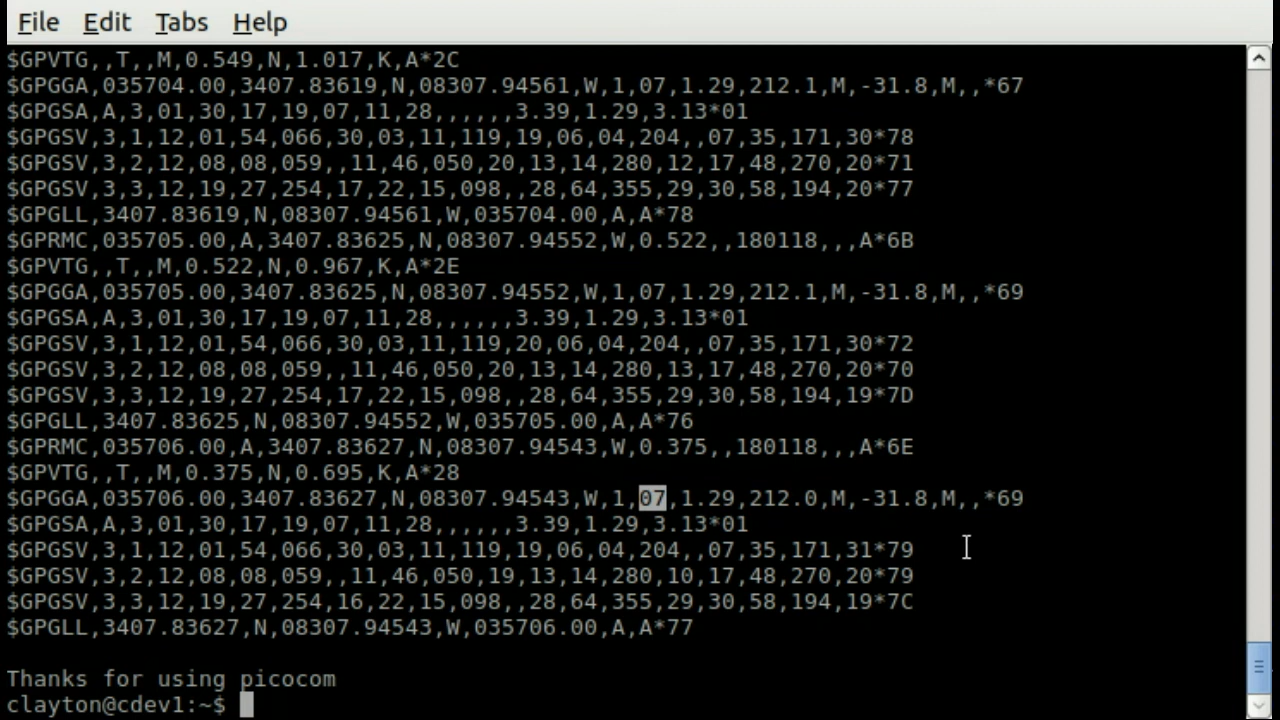 File Edit Tabs Help
$GPVTG,,T,,M,0.549,N,1.017,K,A*2C
$GPGGA,035704.00,3407.83619,N,08307.94561,W,1,07,1.29,212.1,M,-31.8,M,,*67
$GPGSA,A,3,01,30,17,19,07,11,28,,,,,,3.39,1.29,3.13*01
$GPGSV,3,1,12,01,54,066,30,03,11,119,19,06,04,204,,07,35,171,30*78
$GPGSV,3,2,12,08,08,059,,11,46,050,20,13,14,280,12,17,48,270,20*71
$GPGSV,3,3,12,19,27,254,17,22,15,098,,28,64,355,29,30,58,194,20*77
$GPGLL,3407.83619,N,08307.94561,W,035704.00,A,A*78
$GPRMC,035705.00,A,3407.83625,N,08307.94552,W,0.522,,180118,,,A*6B
$GPVTG,,T,,M,0.522,N,0.967,K,A*2E
$GPGGA,035705.00,3407.83625,N,08307.94552,W,1,07,1.29,212.1,M,-31.8,M,,*69
$GPGSA,A,3,01,30,17,19,07,11,28,,,,,,3.39,1.29,3.13*01
$GPGSV,3,1,12,01,54,066,30,03,11,119,20,06,04,204,,07,35,171,30*72
$GPGSV,3,2,12,08,08,059,,11,46,050,20,13,14,280,13,17,48,270,20*70
$GPGSV,3,3,12,19,27,254,17,22,15,098,,28,64,355,29,30,58,194,19*7D
$GPGLL,3407.83625,N,08307.94552,W,035705.00,A,A*76
$GPRMC,035706.00,A,3407.83627,N,08307.94543,W,0.375,,180118,,,A*6E
$GPVTG,,T,,M,0.375,N,0.695,K,A*28
$GPGGA,035706.00,3407.83627,N,08307.94543,W,1,07,1.29,212.0,M,-31.8,M,,*69
$GPGSA,A,3,01,30,17,19,07,11,28,,,,,,3.39,1.29,3.13*01
$GPGSV,3,1,12,01,54,066,30,03,11,119,19,06,04,204,,07,35,171,31*79
$GPGSV,3,2,12,08,08,059,,11,46,050,19,13,14,280,10,17,48,270,20*79
$GPGSV,3,3,12,19,27,254,16,22,15,098,,28,64,355,29,30,58,194,19*7C
$GPGLL,3407.83627,N,08307.94543,W,035706.00,A,A*77
Thanks for using picocom
clayton@cdev1:~$